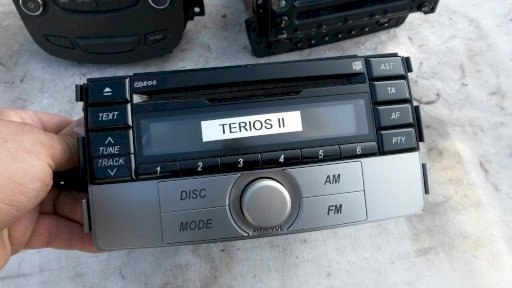 AST
TEXT
TERIOS II
TA
AF
TUNE
TRACK
1 2 3 4 5 6
PTY
DISC
AM
MODE
FM